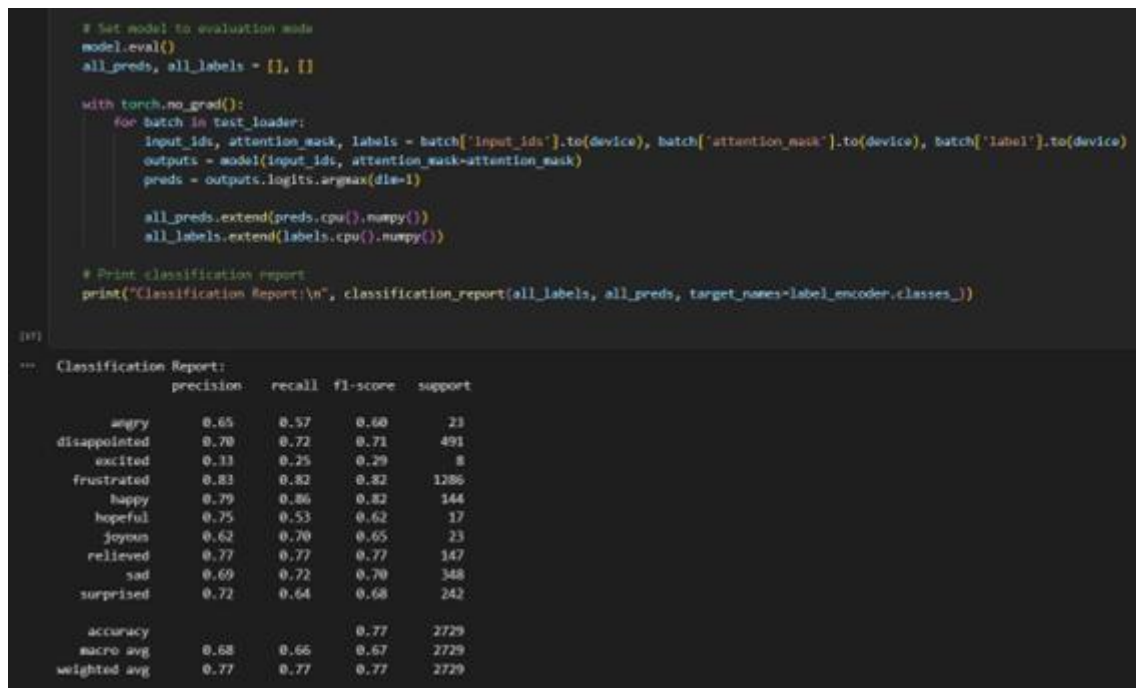 # Set model to evaluation mode
model.eval()
all_preds, all_labels = [], []
with torch.no_grad():
for batch in test_loader:
input_ids, attention_mask, labels = batch['input_ids'].to(device), batch['attention_mask'].to(device), batch['label'].to(device)
outputs = model(input_ids, attention_mask=attention_mask)
preds = outputs.logits.argmax(dim=1)
all_preds.extend(preds.cpu().numpy())
all_labels.extend(labels.cpu().numpy())
# Print classification report
print("Classification Report:\n", classification_report(all_labels, all_preds, target_names=label_encoder.classes_))
... Classification Report:
precision recall f1-score support
angry 0.65 0.57 0.60 23
disappointed 0.70 0.72 0.71 491
excited 0.33 0.25 0.29 8
frustrated 0.83 0.82 0.82 1286
happy 0.79 0.86 0.82 144
hopeful 0.75 0.53 0.62 17
joyous 0.62 0.70 0.65 23
relieved 0.77 0.77 0.77 147
sad 0.69 0.72 0.70 348
surprised 0.72 0.64 0.68 242
accuracy 0.77 2729
macro avg 0.68 0.66 0.67 2729
weighted avg 0.77 0.77 0.77 2729